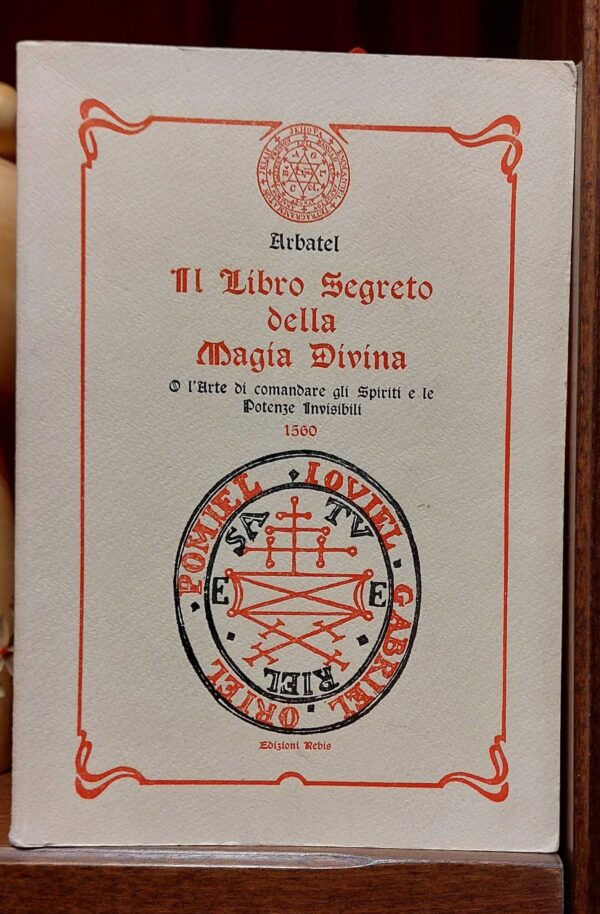 Arbatel
Il Libro Segreto
della
Magia Divina
O l'Arte di comandare gli Spiriti e le
Potenze Invisibili
1560
POMIEL · IOVIEL · GABRIEL · ORIEL ·
SA TV
E E
RIEL
Edizioni Rebis